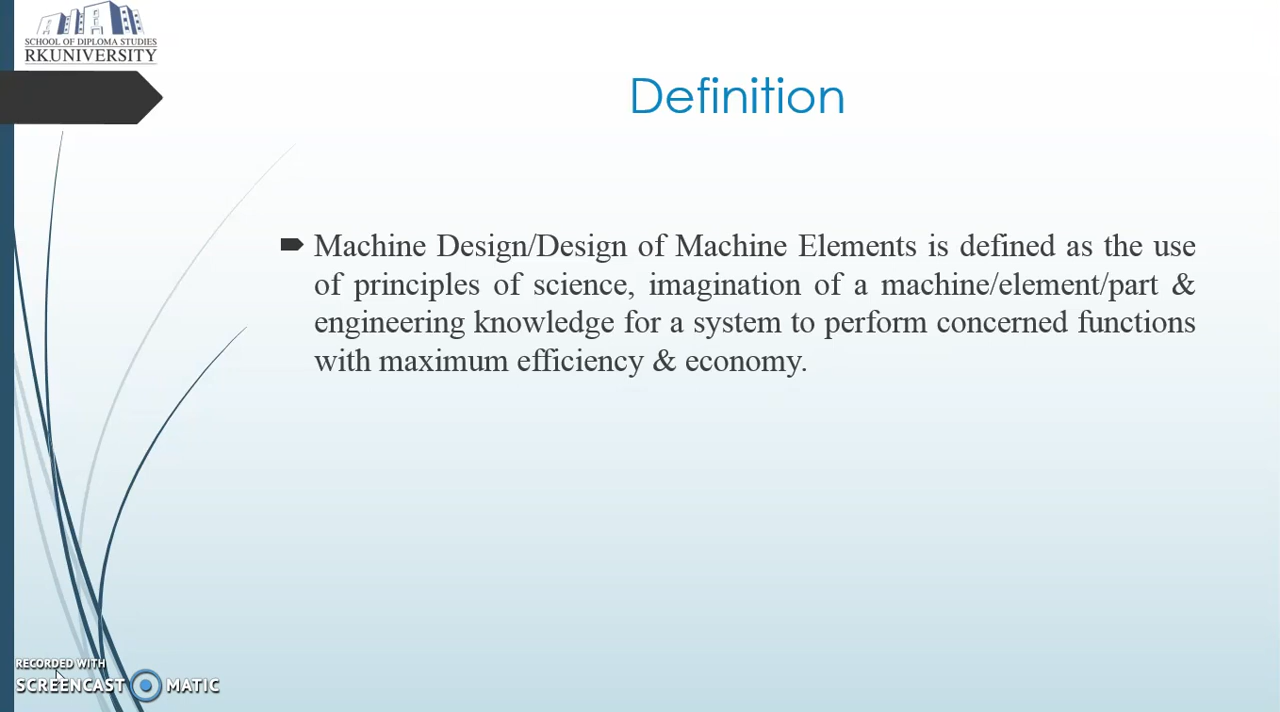 SCHOOL OF DIPLOMA STUDIES
RKUNIVERSITY
Definition
Machine Design/Design of Machine Elements is defined as the use
of principles of science, imagination of a machine/element/part &
engineering knowledge for a system to perform concerned functions
with maximum efficiency & economy.
RECORDED WITH
SCREENCAST MATIC